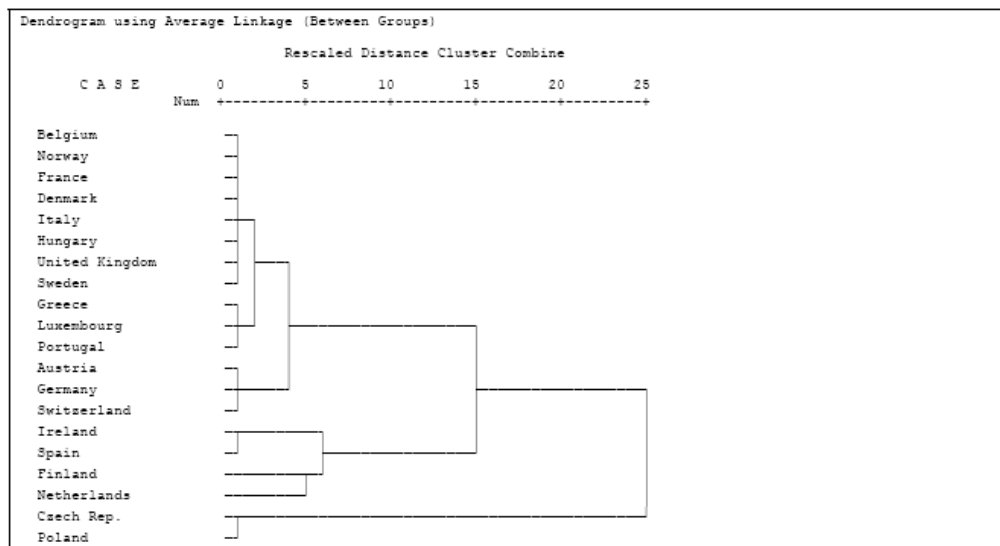 Dendrogram using Average Linkage (Between Groups)
Rescaled Distance Cluster Combine
C A S E 0 5 10 15 20 25
Num +---------+---------+---------+---------+---------+
Belgium
Norway
France
Denmark
Italy
Hungary
United Kingdom
Sweden
Greece
Luxembourg
Portugal
Austria
Germany
Switzerland
Ireland
Spain
Finland
Netherlands
Czech Rep.
Poland